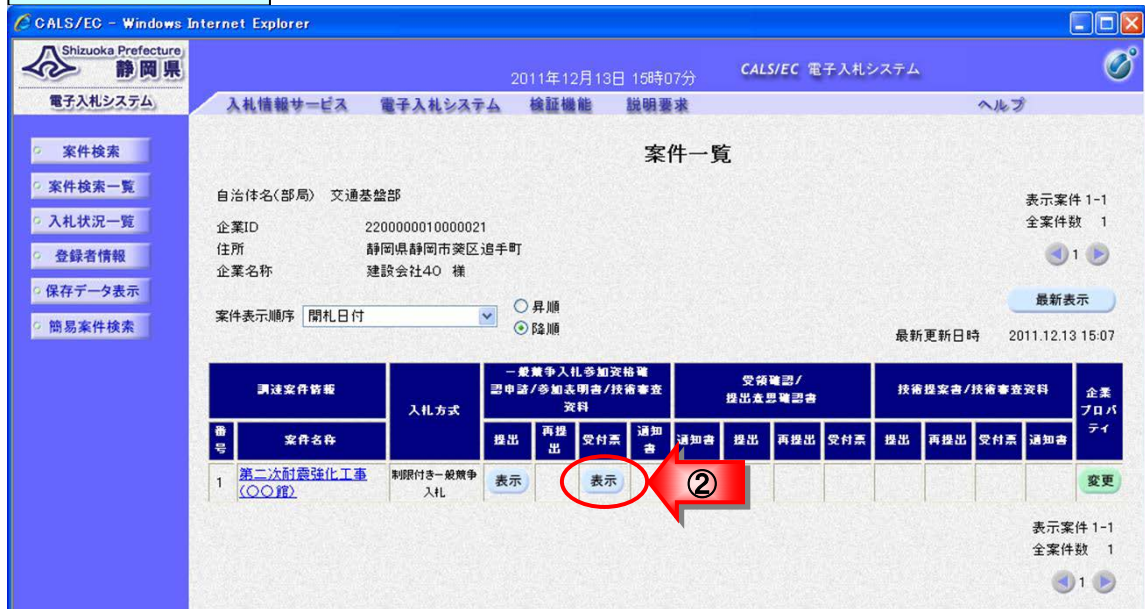 CALS/EC - Windows Internet Explorer
Shizuoka Prefecture
静岡県
電子入札システム
2011年12月13日 15時07分
CALS/EC 電子入札システム
入札情報サービス 電子入札システム 検証機能 説明要求 ヘルプ
案件検索
案件検索一覧
入札状況一覧
登録者情報
保存データ表示
簡易案件検索
案件一覧
自治体名(部局) 交通基盤部
企業ID 2200000010000021
住所 静岡県静岡市葵区追手町
企業名称 建設会社40 様
表示案件 1-1
全案件数 1
1
案件表示順序 開札日付
昇順
降順
最新表示
最新更新日時 2011.12.13 15:07
調達案件情報
入札方式
一般競争入札参加資格確
認申請/参加表明書/技術審査
資料
受領確認/
提出意思確認書
技術提案書/技術審査資料
企業
プロパ
ティ
番号 案件名称 提出 再提出 受付票 通知書 通知書 提出 再提出 受付票 提出 再提出 受付票 通知書
1 第二次耐震強化工事 制限付き一般競争 表示 表示 ② 変更
(〇〇館) 入札
表示案件 1-1
全案件数 1
1